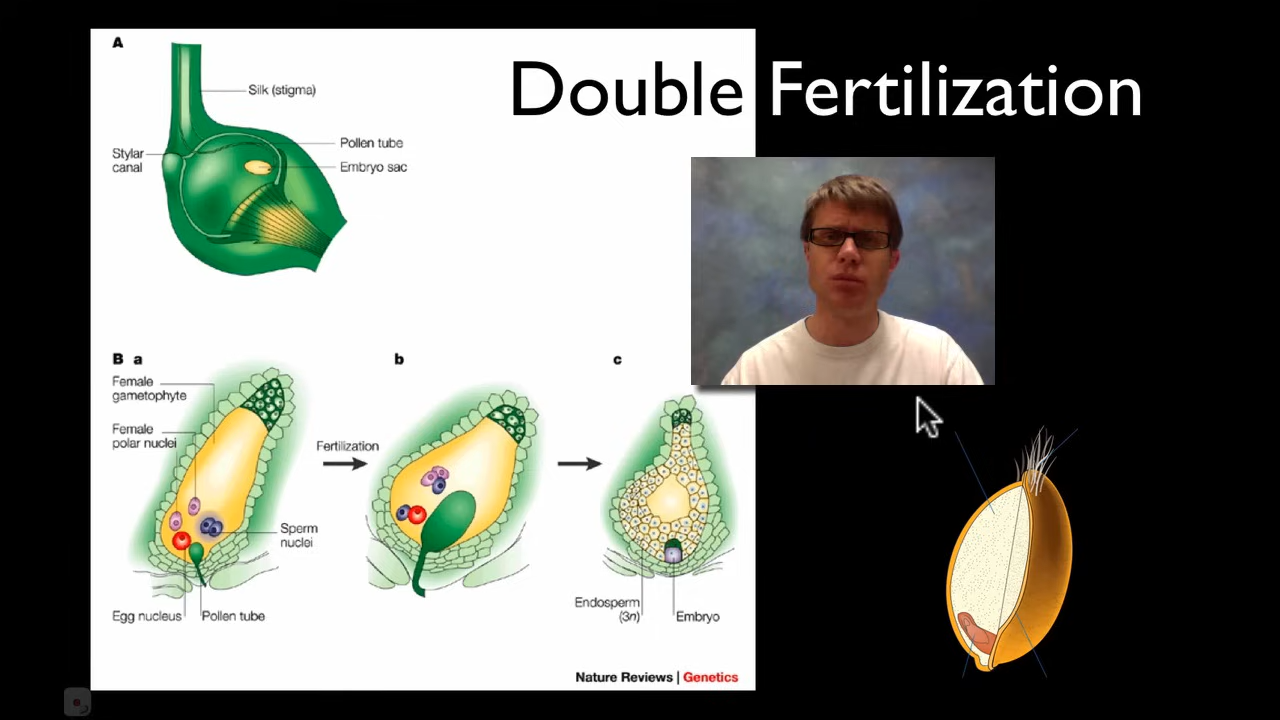 Double Fertilization
A
Silk (stigma)
Pollen tube
Stylar
canal
Embryo sac
B a
b
c
Female
gametophyte
Female
polar nuclei
Fertilization
Sperm
nuclei
Egg nucleus
Pollen tube
Endosperm
(3n)
Embryo
Nature Reviews | Genetics